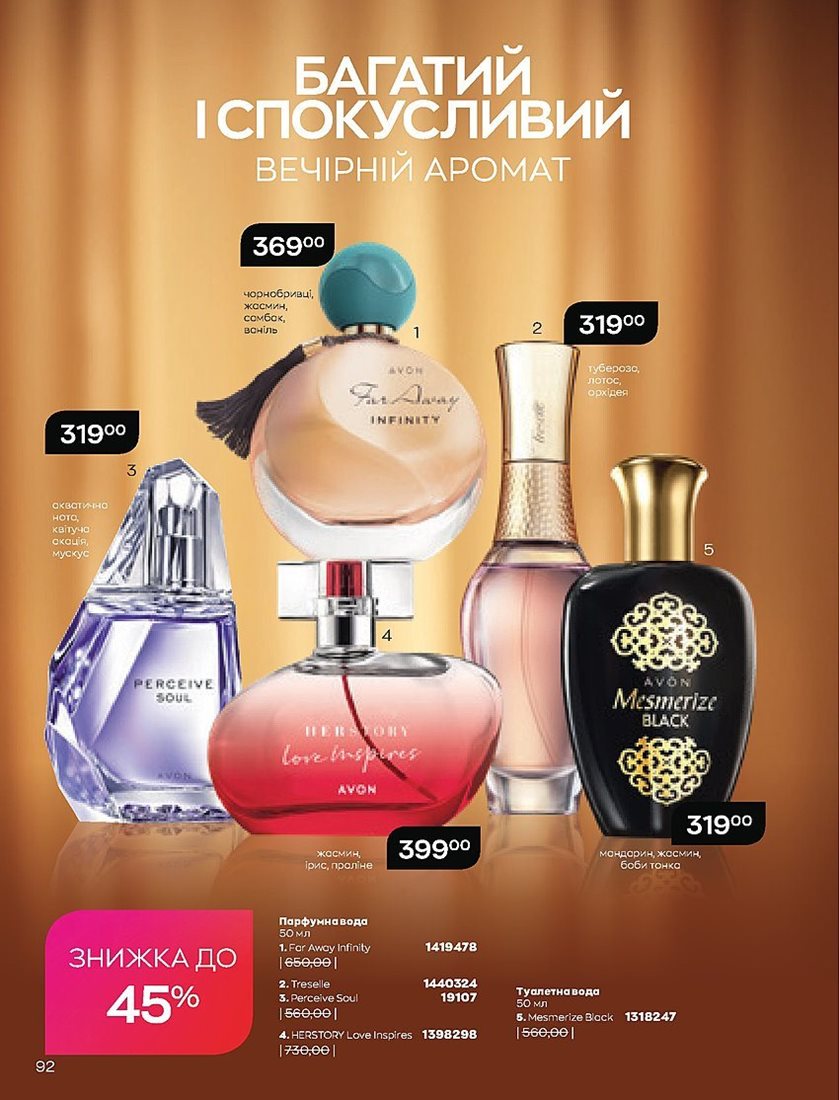 БАГАТИЙ
І СПОКУСЛИВИЙ
ВЕЧІРНІЙ АРОМАТ
369⁰⁰
чорнобривці,
жасмин,
самбак,
ваніль
1
AVON
Far Away
INFINITY
2
319⁰⁰
тубероза,
лотос,
орхідея
treselle
319⁰⁰
3
акватична
нота,
квітуча
акація,
мускус
PERCEIVE
SOUL
AVON
4
HERSTORY
Love Inspires
AVON
5
AVON
Mesmerize
BLACK
319⁰⁰
мандарин, жасмин,
боби тонка
жасмин,
ірис, праліне
399⁰⁰
ЗНИЖКА ДО
45%
Парфумна вода
50 мл
1. Far Away Infinity 1419478
| 650,00 |
2. Treselle 1440324
3. Perceive Soul 19107
| 560,00 |
4. HERSTORY Love Inspires 1398298
| 730,00 |
Туалетна вода
50 мл
5. Mesmerize Black 1318247
| 560,00 |
92